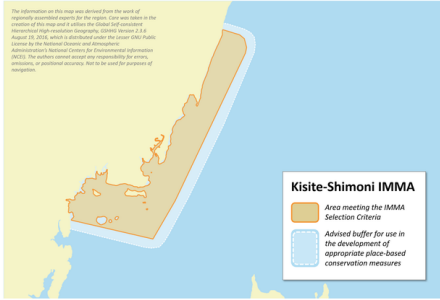 The information on this map was derived from the work of
regionally assembled experts for the region. Care was taken in the
creation of this map and it utilises the Global Self-consistent
Hierarchical High-resolution Geography, GSHHG Version 2.3.6
August 19, 2016, which is distributed under the Lesser GNU Public
License by the National Oceanic and Atmospheric
Administration's National Centers for Environmental Information
(NCEI). The authors cannot accept any responsibility for errors,
omissions, or positional accuracy. Not to be used for purposes of
navigation.
Kisite-Shimoni IMMA
Area meeting the IMMA
Selection Criteria
Advised buffer for use in
the development of
appropriate place-based
conservation measures